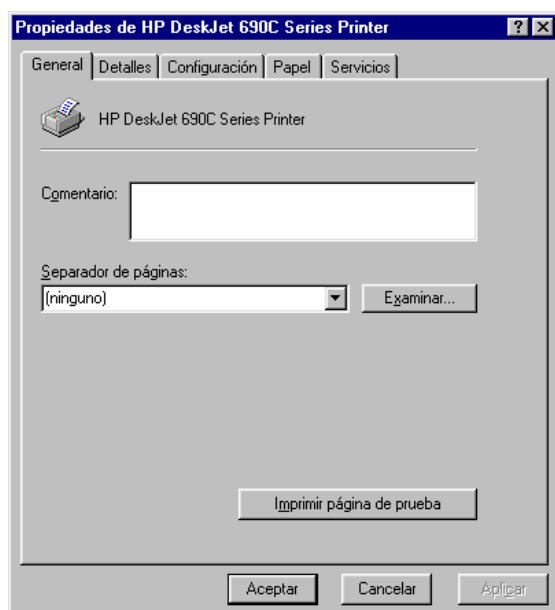 Propiedades de HP DeskJet 690C Series Printer
General Detalles Configuración Papel Servicios
HP DeskJet 690C Series Printer
Comentario:
Separador de páginas:
(ninguno) Examinar...
Imprimir página de prueba
Aceptar Cancelar Aplicar